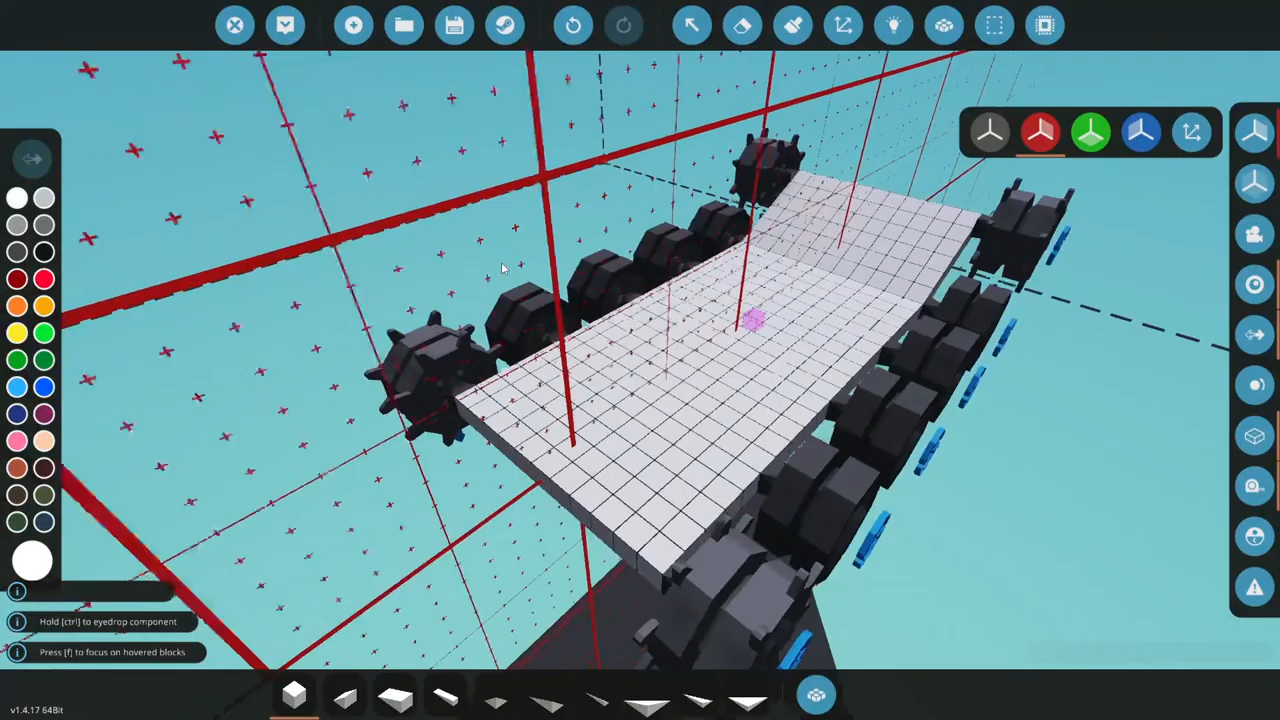 Hold [ctrl] to eyedrop component
Press [f] to focus on hovered blocks
v1.4.17 64Bit